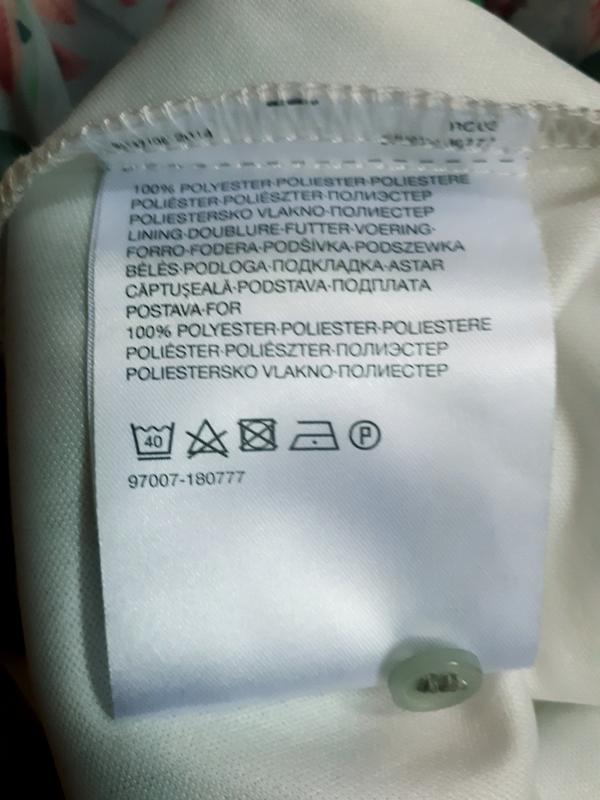 100% POLYESTER·POLIESTER·POLIESTERE
POLIÉSTER·POLIÉSZTER·ПОЛИЭСТЕР
POLIESTERSKO VLAKNO·ПОЛИЕСТЕР
LINING·DOUBLURE·FUTTER·VOERING·
FORRO·FODERA·PODŠÍVKA·PODSZEWKA
BÉLÉS·PODLOGA·ПОДКЛАДКА·ASTAR
CĂPTUŞEALĂ·PODSTAVA·ПОДПЛАТА
POSTAVA·FOR
100% POLYESTER·POLIESTER·POLIESTERE
POLIÉSTER·POLIÉSZTER·ПОЛИЭСТЕР
POLIESTERSKO VLAKNO·ПОЛИЕСТЕР
40 P
97007-180777